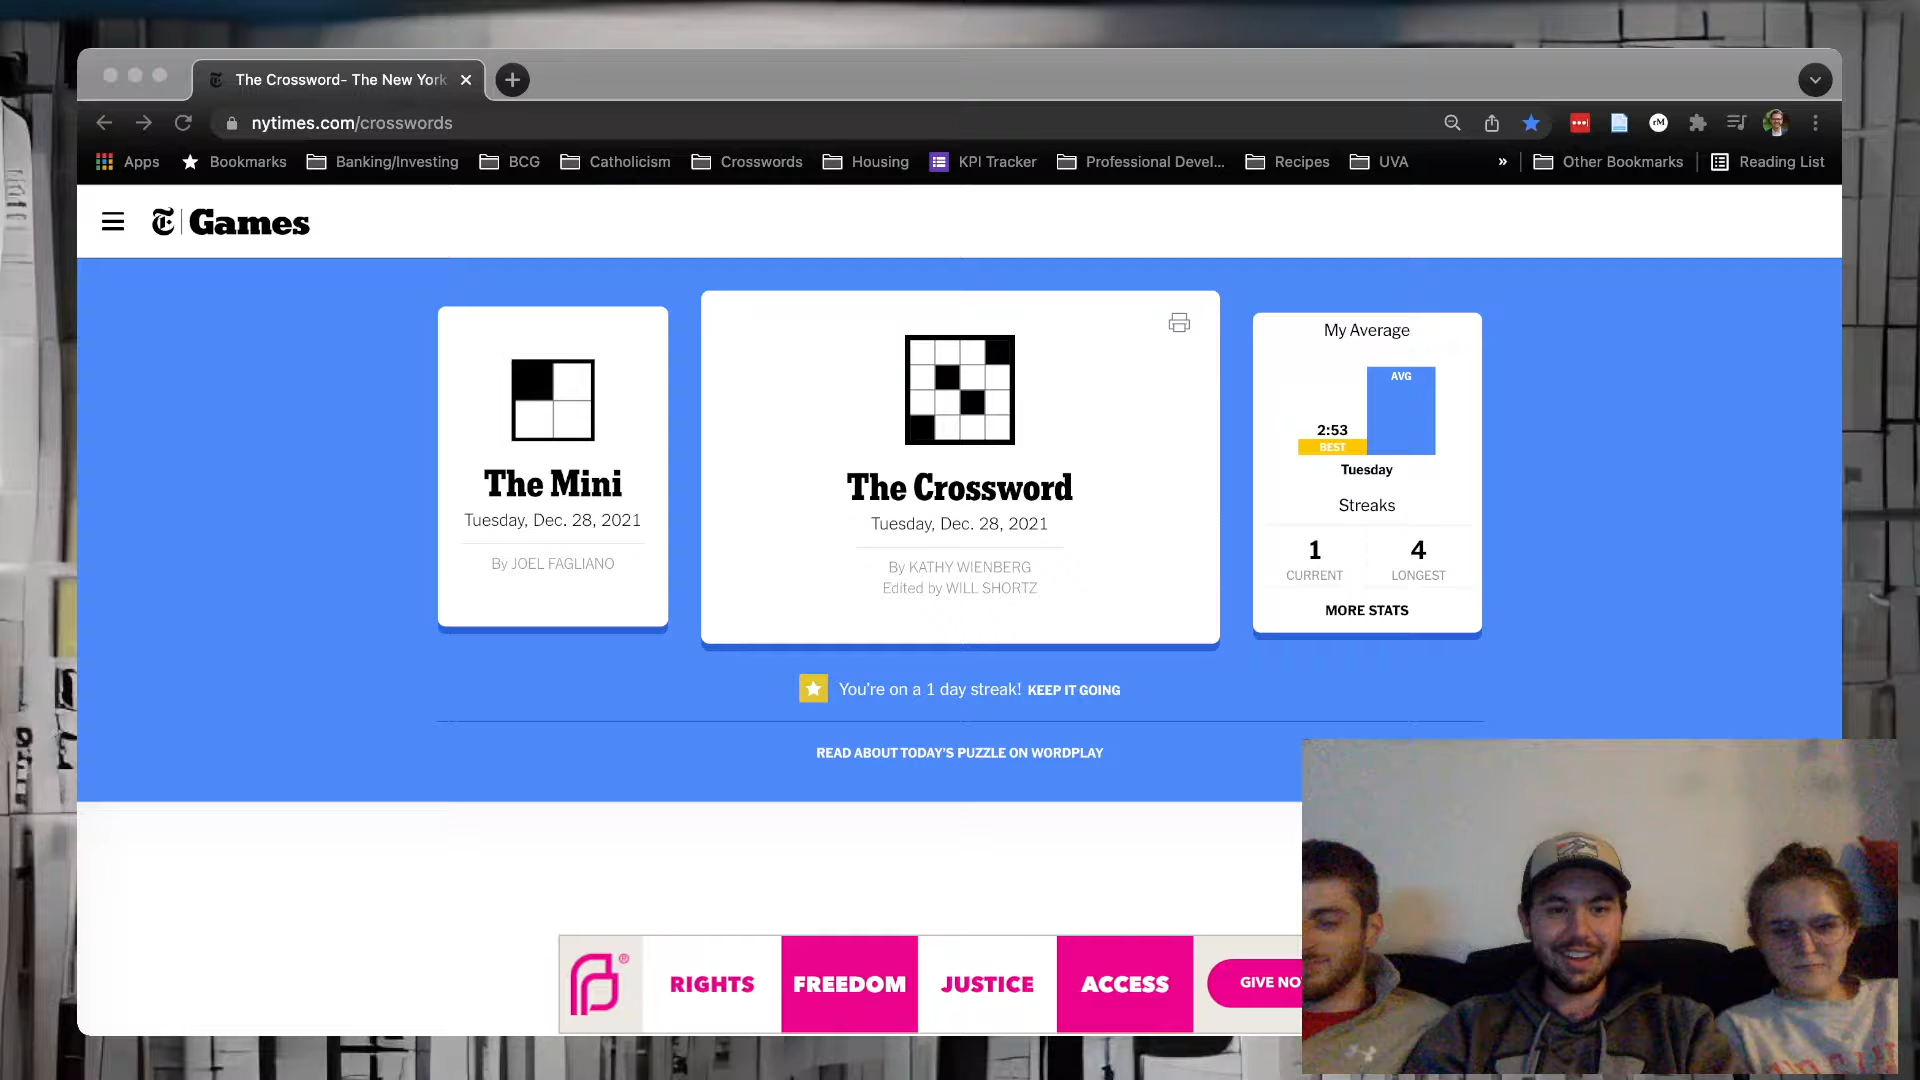 The Crossword- The New York
nytimes.com/crosswords
Apps Bookmarks Banking/Investing BCG Catholicism Crosswords Housing KPI Tracker Professional Devel... Recipes UVA » Other Bookmarks Reading List
Games
The Mini
Tuesday, Dec. 28, 2021
By JOEL FAGLIANO
The Crossword
Tuesday, Dec. 28, 2021
By KATHY WIENBERG
Edited by WILL SHORTZ
My Average
AVG
2:53
BEST
Tuesday
Streaks
1
CURRENT
4
LONGEST
MORE STATS
You're on a 1 day streak! KEEP IT GOING
READ ABOUT TODAY'S PUZZLE ON WORDPLAY
RIGHTS FREEDOM JUSTICE ACCESS GIVE NO